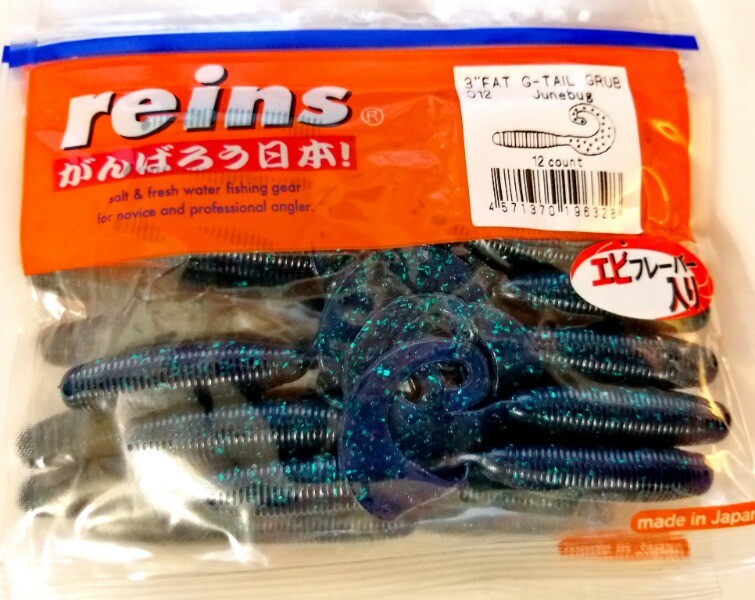 reins®
がんばろう日本!
salt & fresh water fishing gear
for novice and professional angler.
3"FAT G-TAIL GRUB
012 Junebug
12 count
4 571370 196328
エビフレーバー
入り
made in Japan